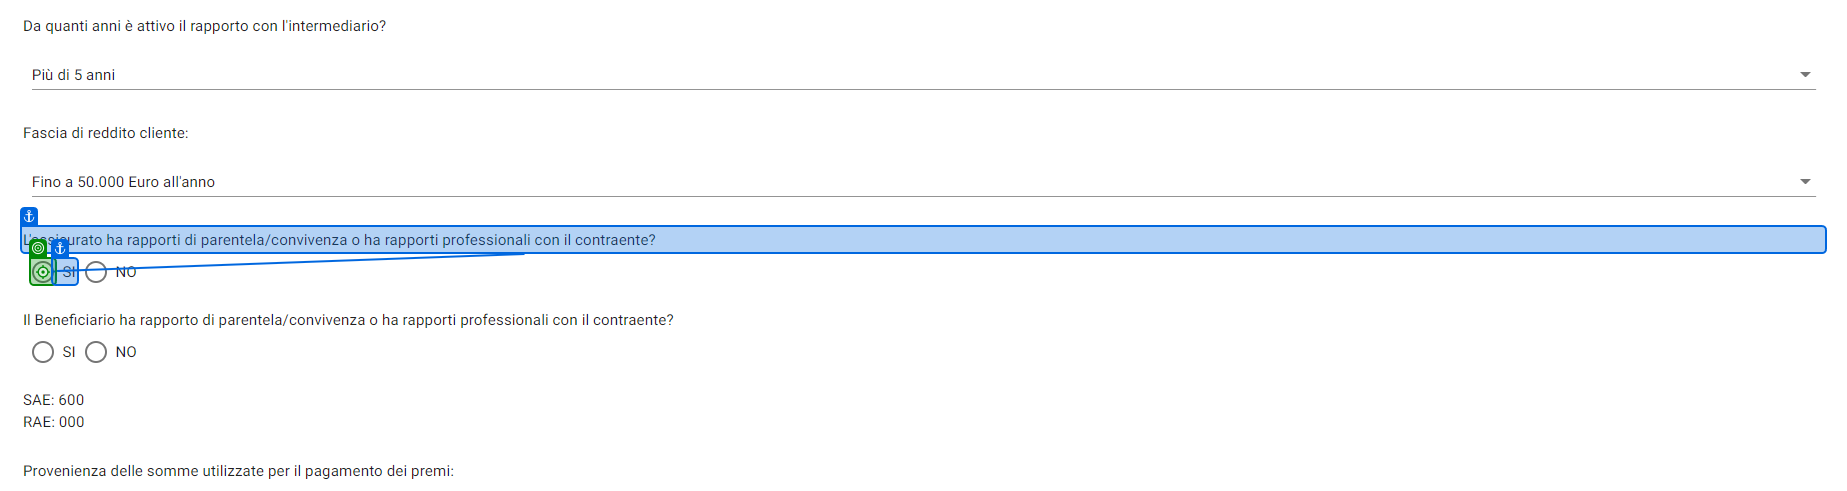 Da quanti anni è attivo il rapporto con l'intermediario?
Più di 5 anni
Fascia di reddito cliente:
Fino a 50.000 Euro all'anno
L'assicurato ha rapporti di parentela/convivenza o ha rapporti professionali con il contraente?
SI NO
Il Beneficiario ha rapporto di parentela/convivenza o ha rapporti professionali con il contraente?
SI NO
SAE: 600
RAE: 000
Provenienza delle somme utilizzate per il pagamento dei premi: